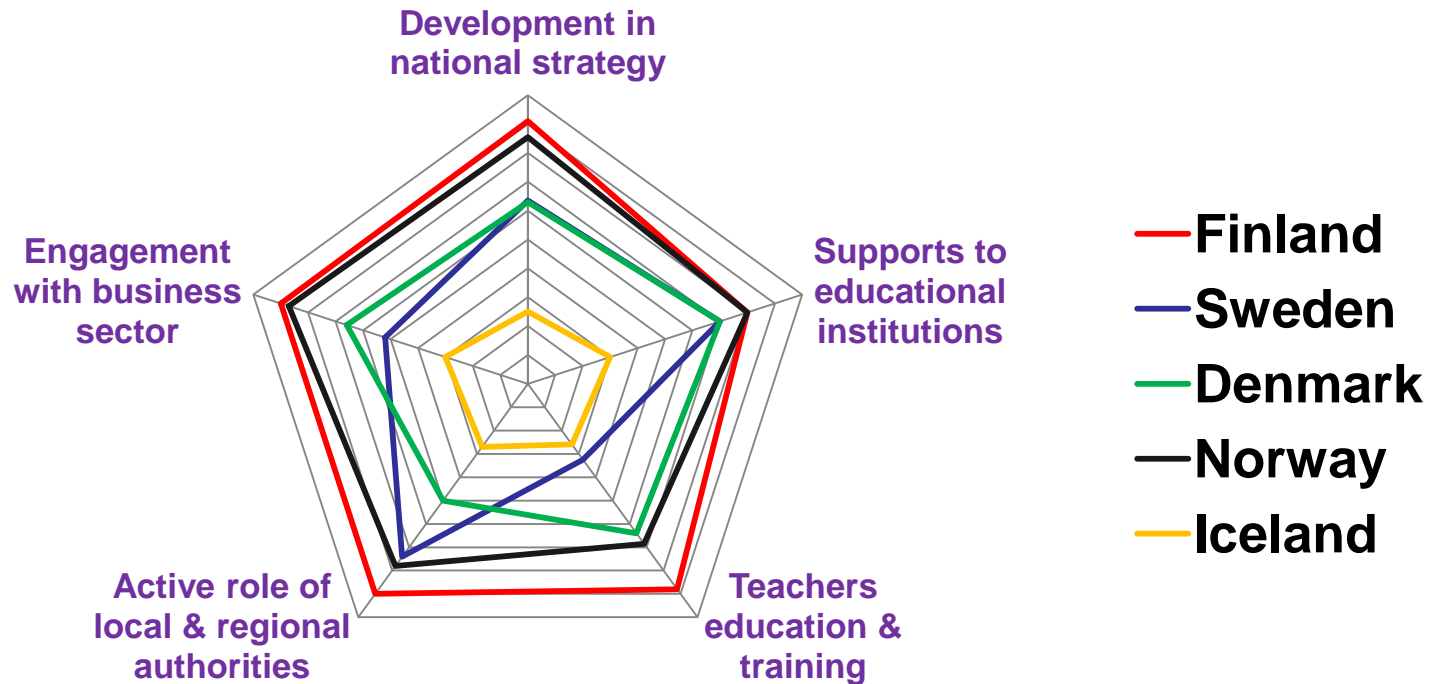 Development in
national strategy
Supports to
educational
institutions
Teachers
education &
training
Active role of
local & regional
authorities
Engagement
with business
sector
Finland
Sweden
Denmark
Norway
Iceland